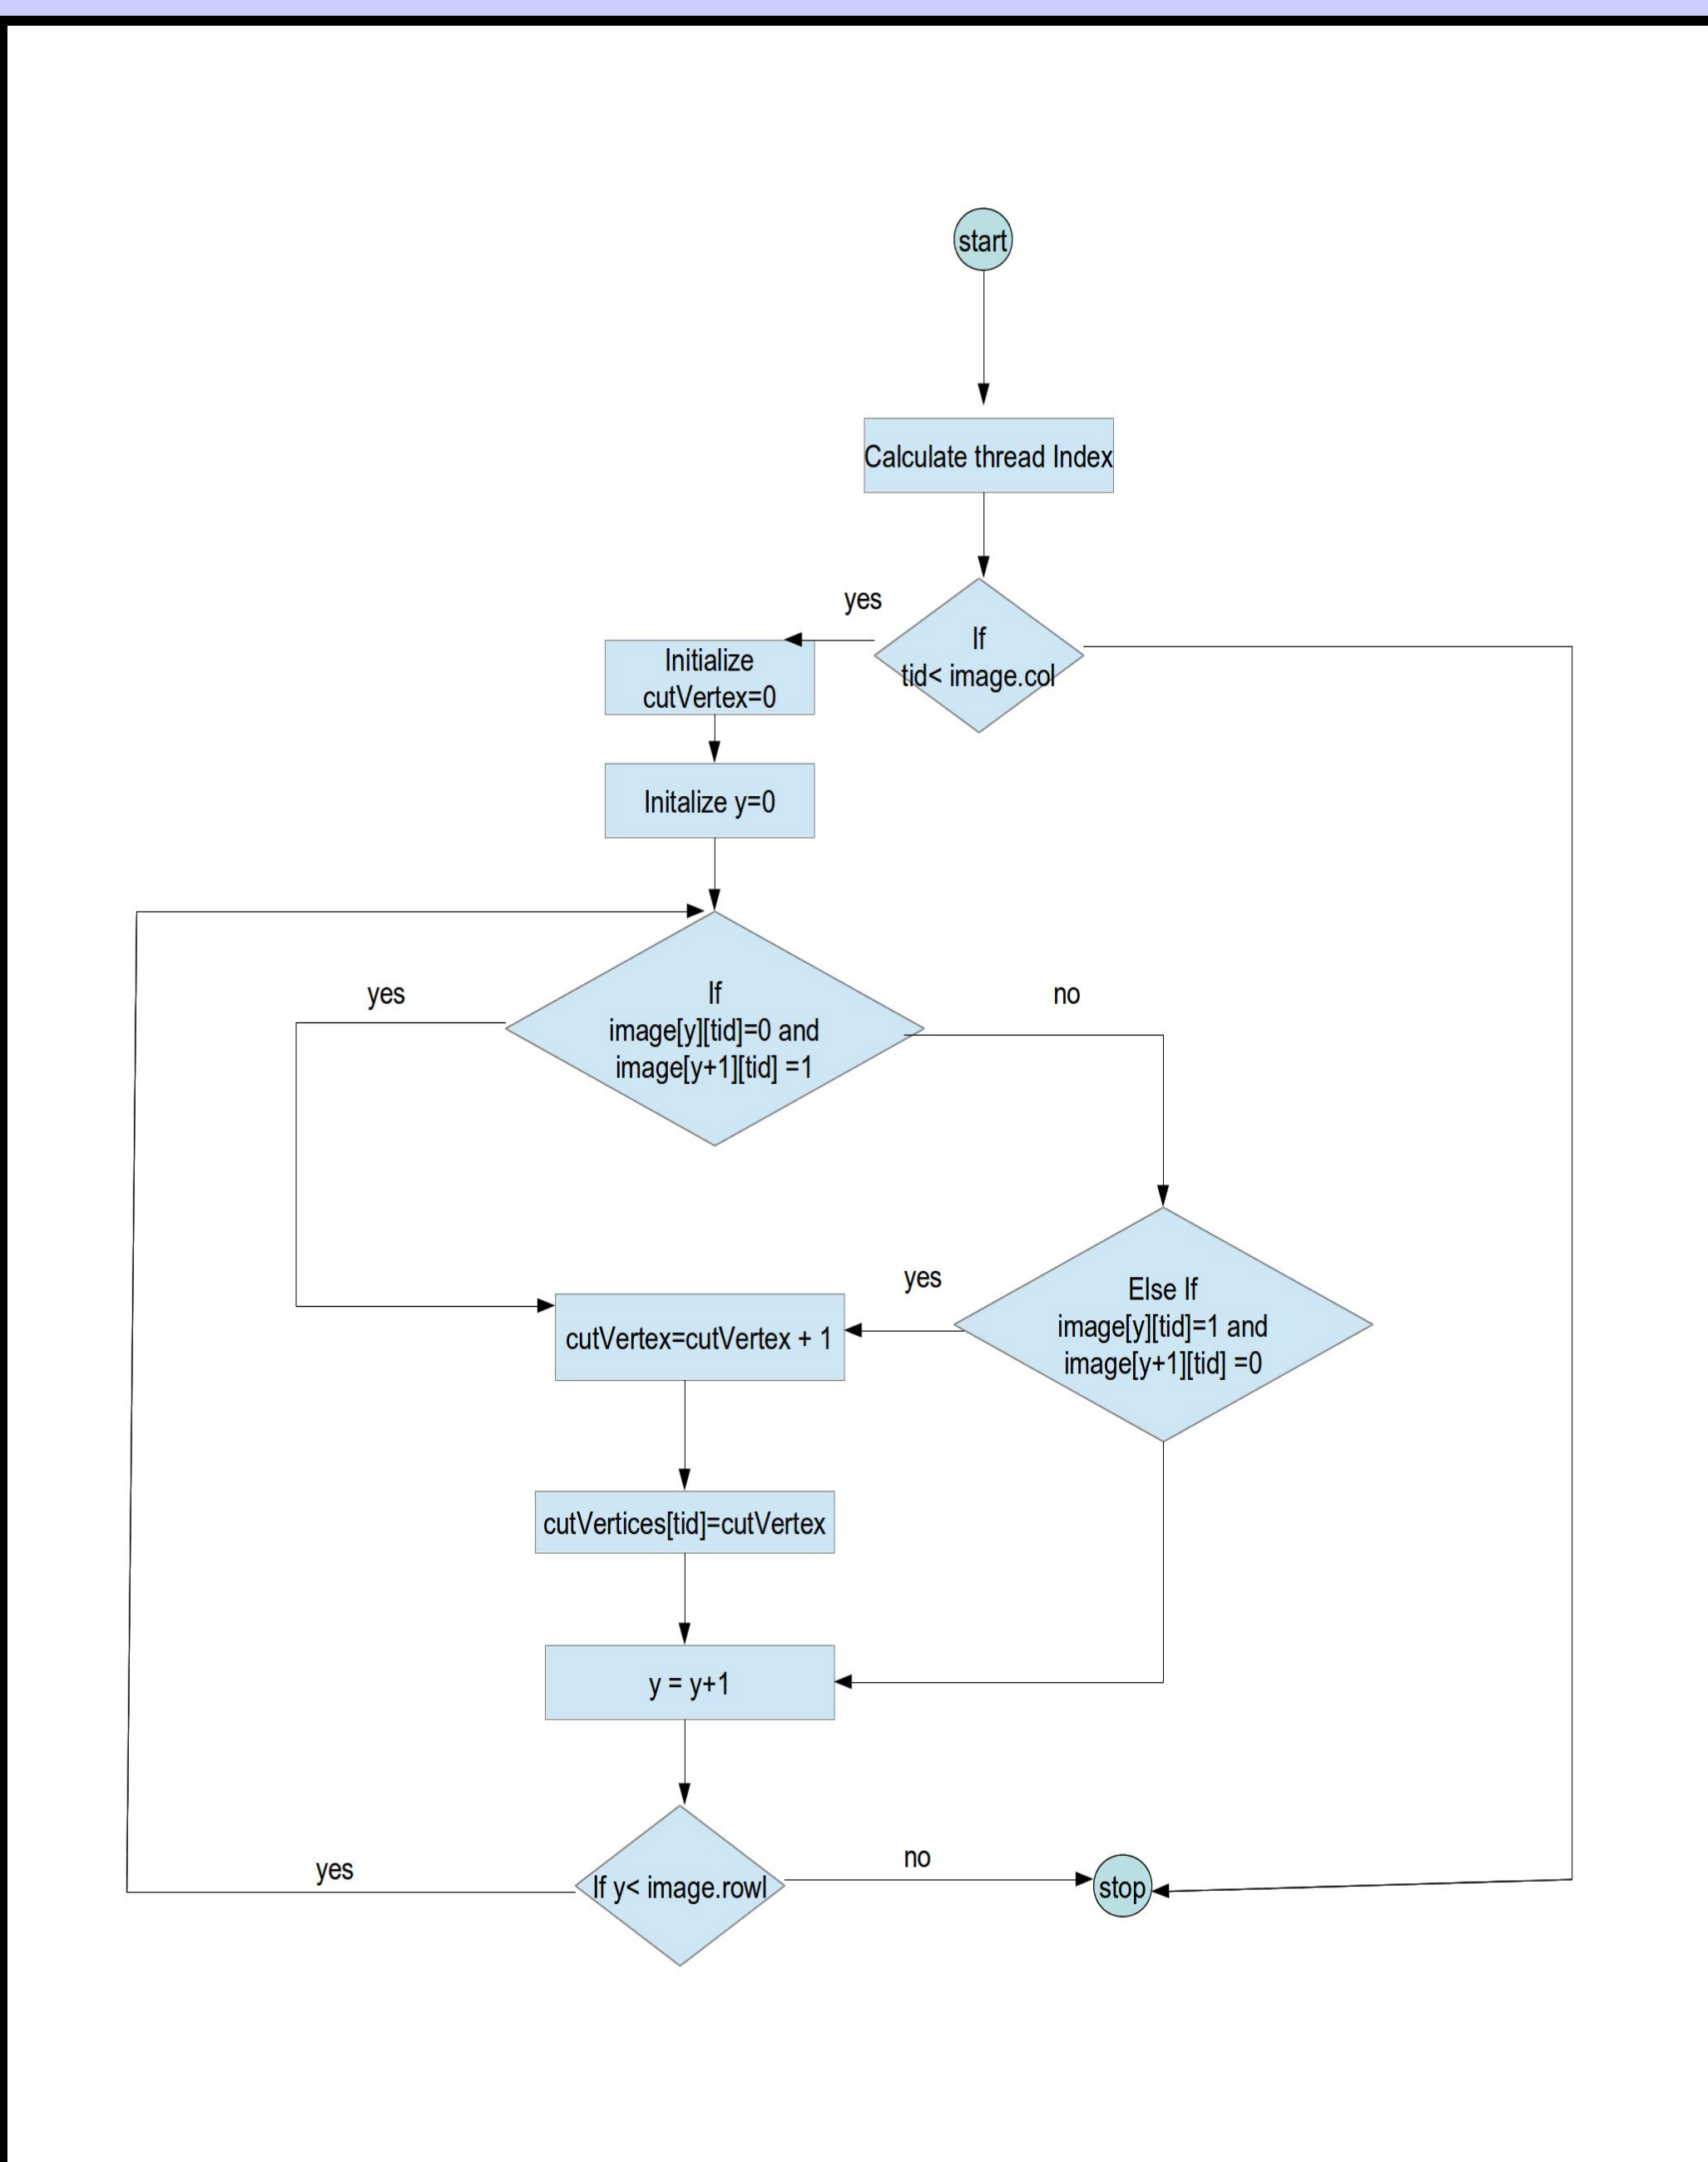 start
Calculate thread Index
yes
If
tid< image.col
Initialize
cutVertex=0
Initalize y=0
yes
If
image[y][tid]=0 and
image[y+1][tid] =1
no
yes
Else If
image[y][tid]=1 and
image[y+1][tid] =0
cutVertex=cutVertex + 1
cutVertices[tid]=cutVertex
y = y+1
yes
If y< image.rowl
no
stop